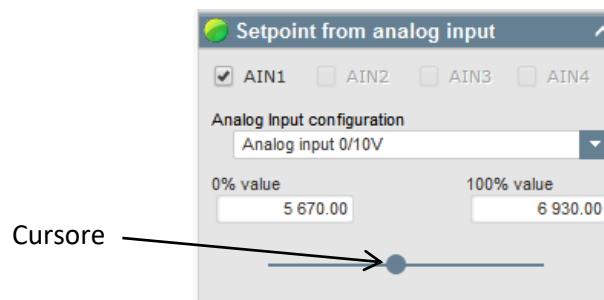 Setpoint from analog input
AIN1 AIN2 AIN3 AIN4
Analog Input configuration
Analog input 0/10V
0% value 100% value
5 670.00 6 930.00
Cursore